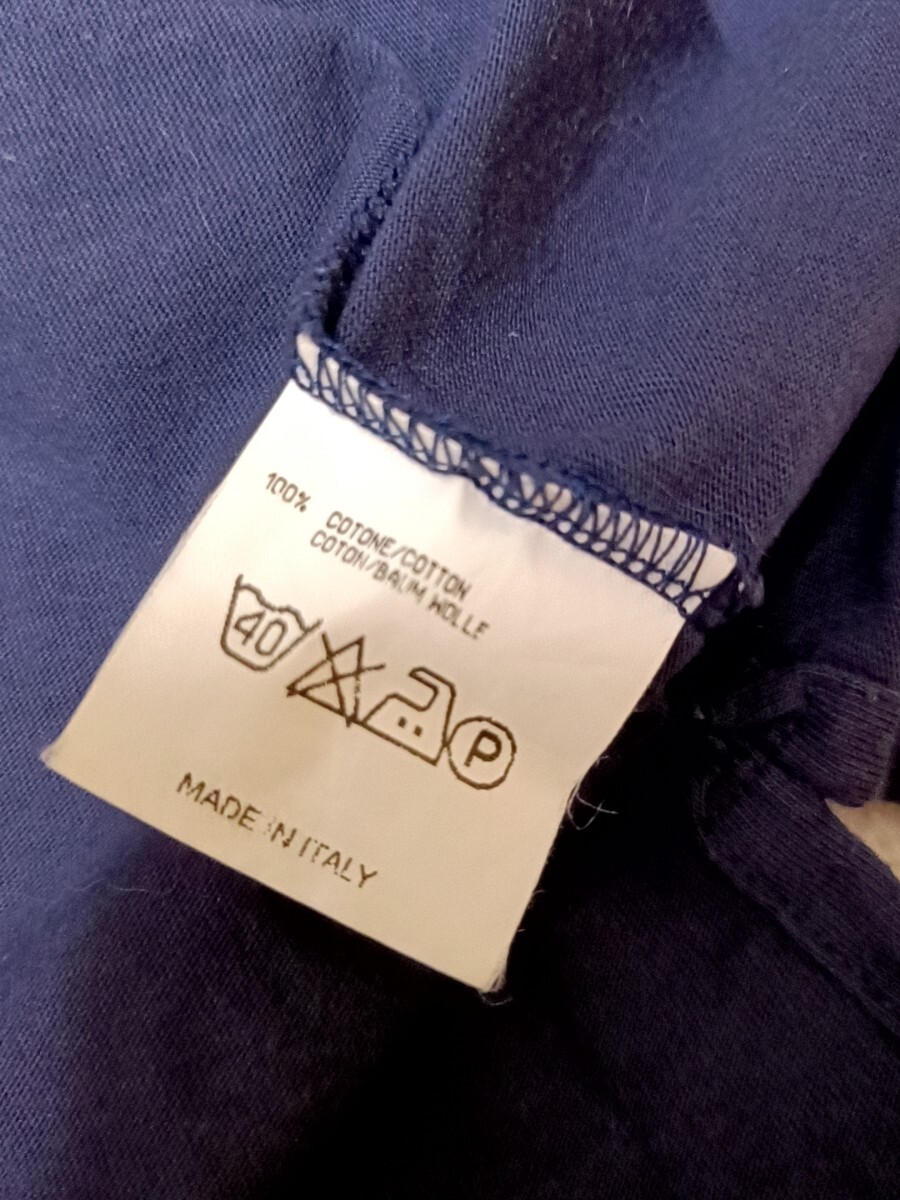 100% COTONE/COTTON
COTON/BAUM WOLLE
40 P
MADE IN ITALY